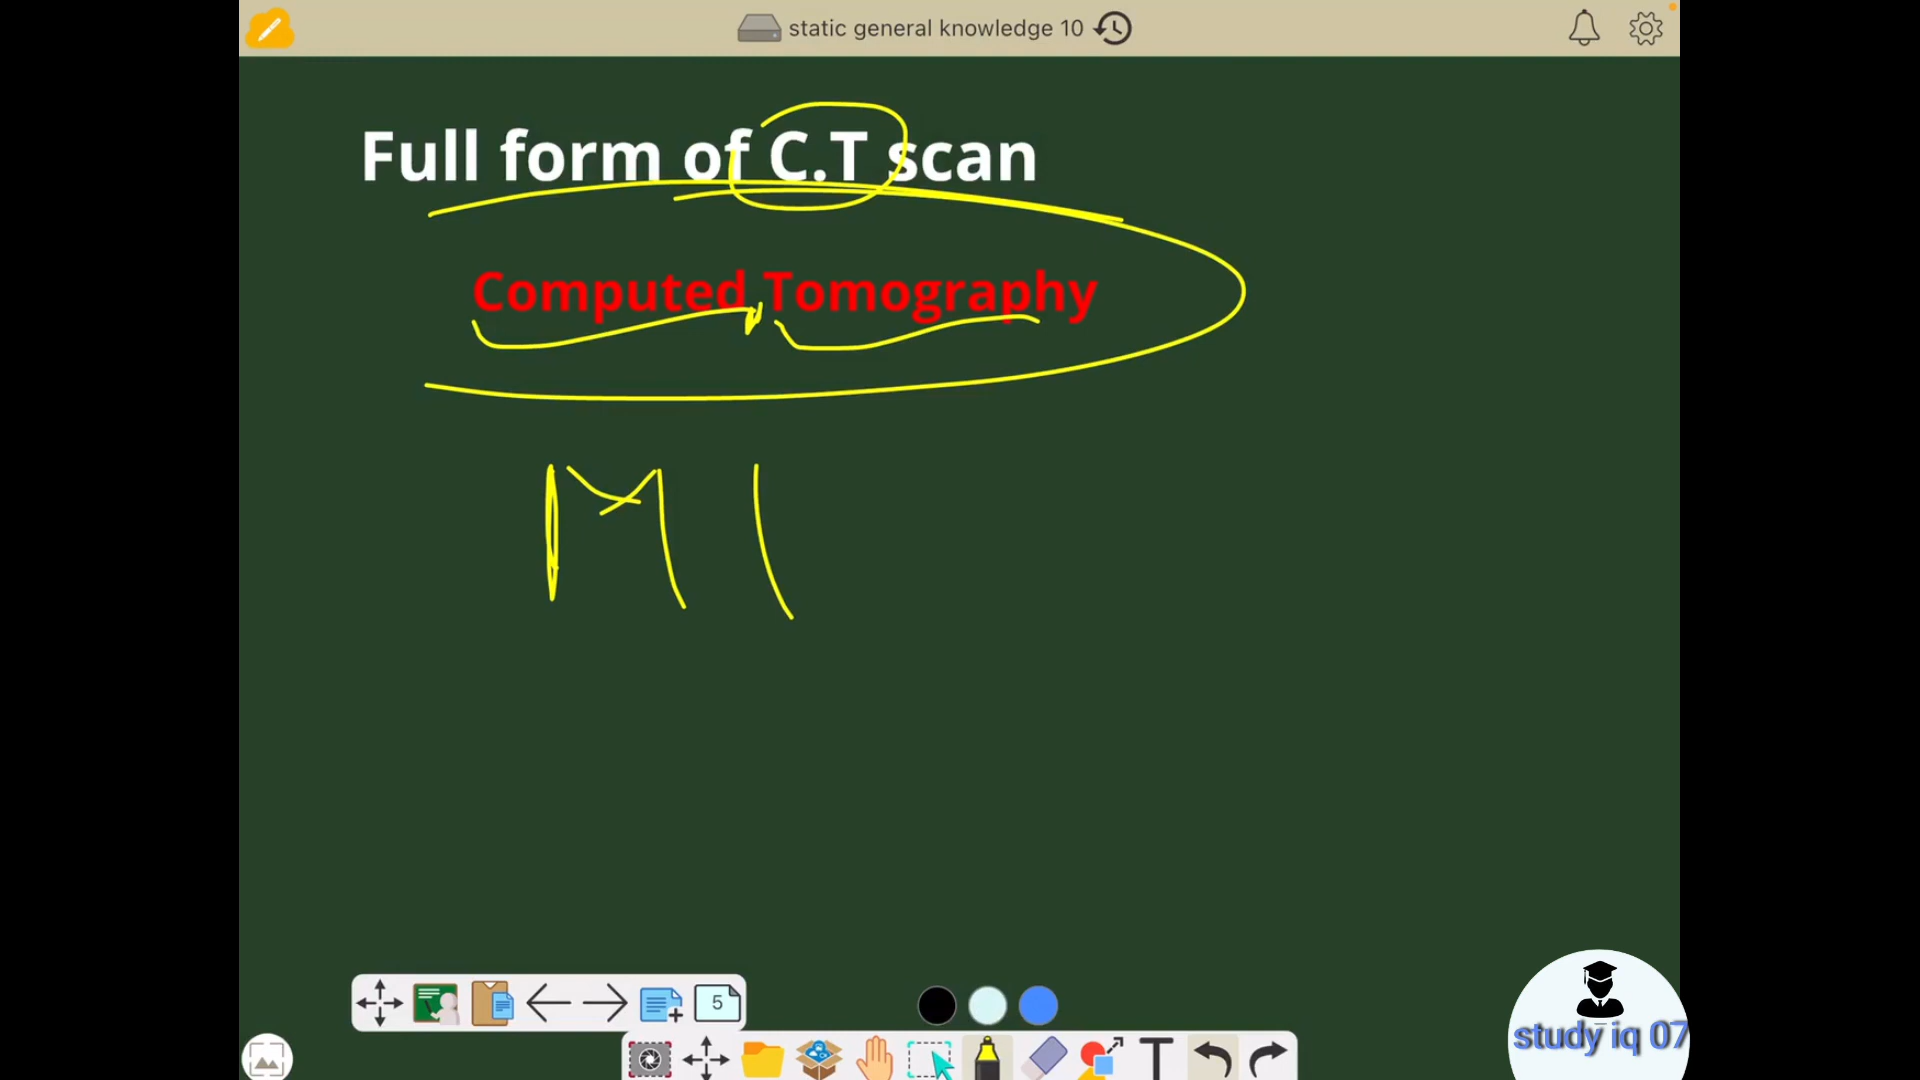 static general knowledge 10
Full form of C.T scan
Computed Tomography
M I
5
T
study iq 07